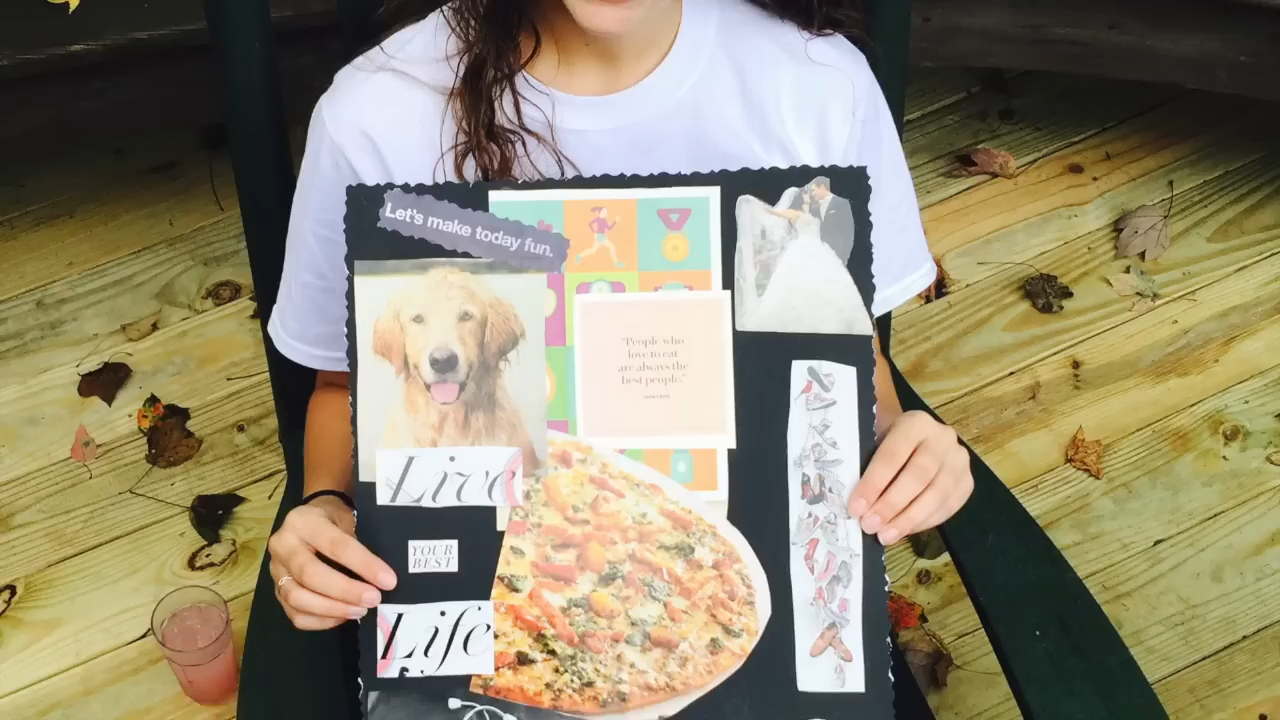 Let's make today fun.
"People who
love to eat
are always the
best people."
Live
YOUR
BEST
Life